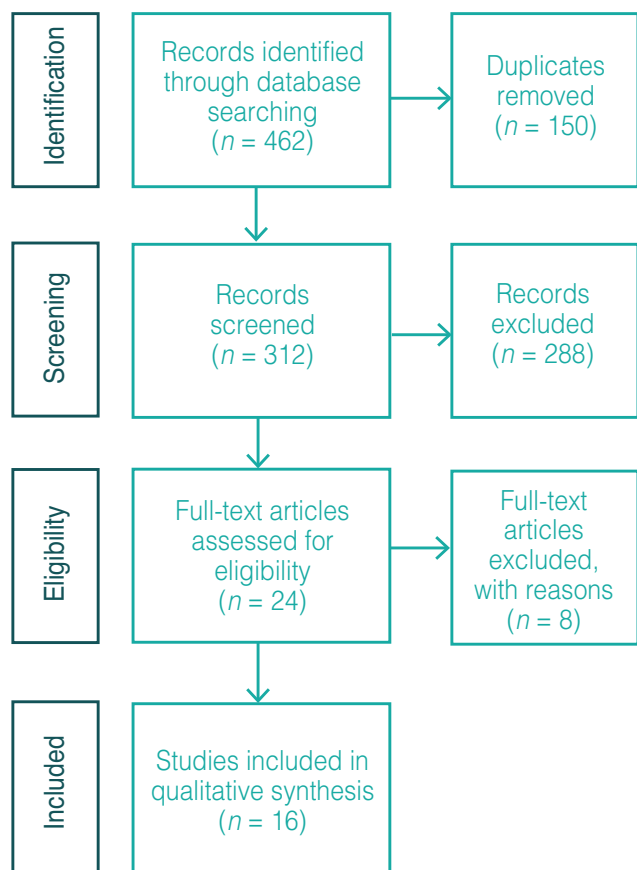 Identification
Records identified
through database
searching
(n = 462)
Duplicates
removed
(n = 150)
Screening
Records
screened
(n = 312)
Records
excluded
(n = 288)
Eligibility
Full-text articles
assessed for
eligibility
(n = 24)
Full-text
articles
excluded,
with reasons
(n = 8)
Included
Studies included in
qualitative synthesis
(n = 16)